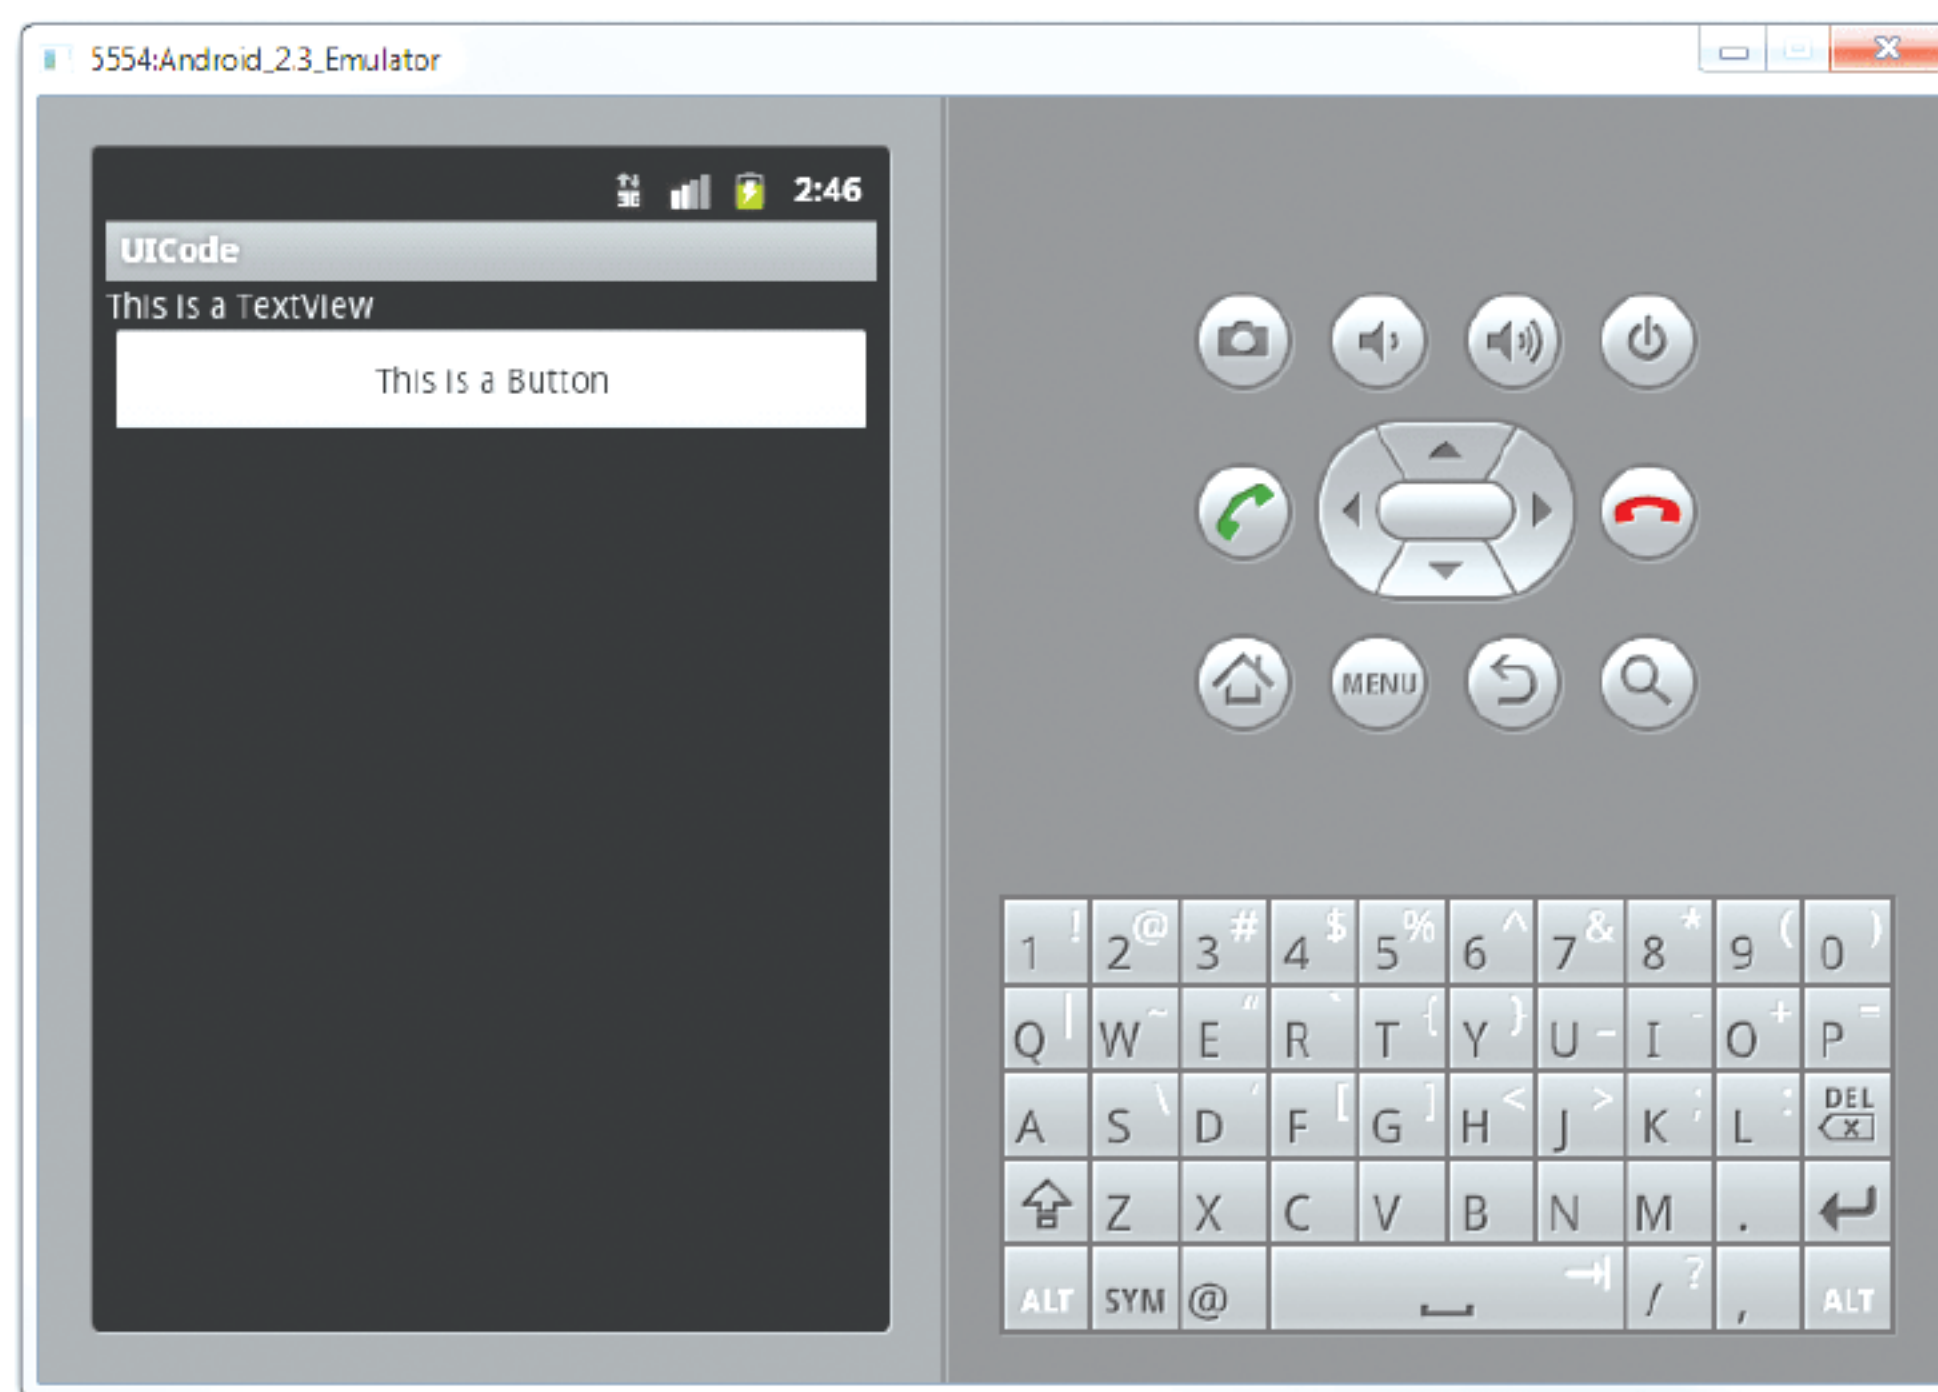 5554:Android_2.3_Emulator
2:46
UICode
This is a TextView
This is a Button
MENU
1 ! 2 @ 3 # 4 $ 5 % 6 ^ 7 & 8 * 9 ( 0 )
Q | W ~ E “ R ` T { Y } U _ I - O + P =
A S \ D ' F [ G ] H < J > K ; L : DEL
Z X C V B N M .
ALT SYM @ / ? , ALT